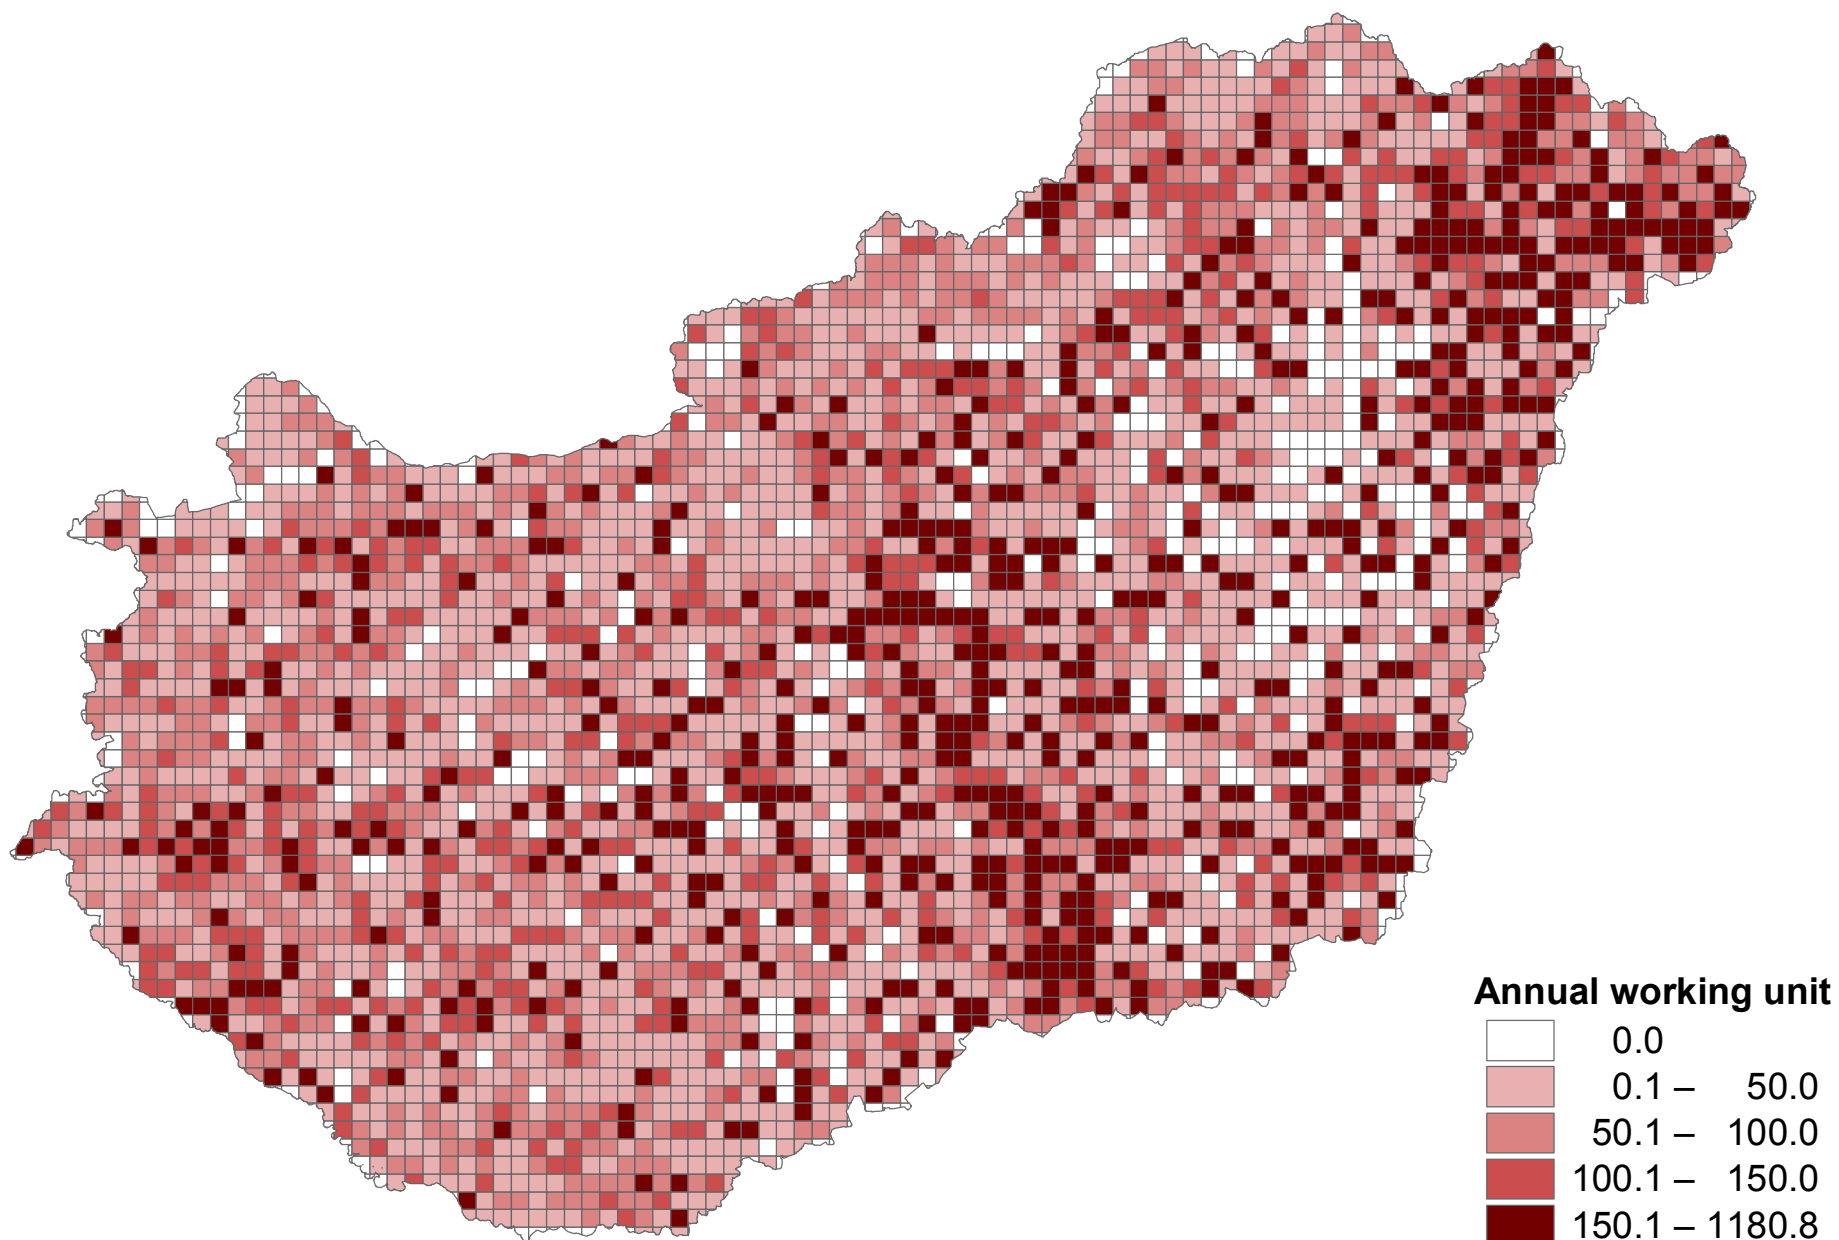 Annual working unit
0.0
0.1 – 50.0
50.1 – 100.0
100.1 – 150.0
150.1 – 1180.8